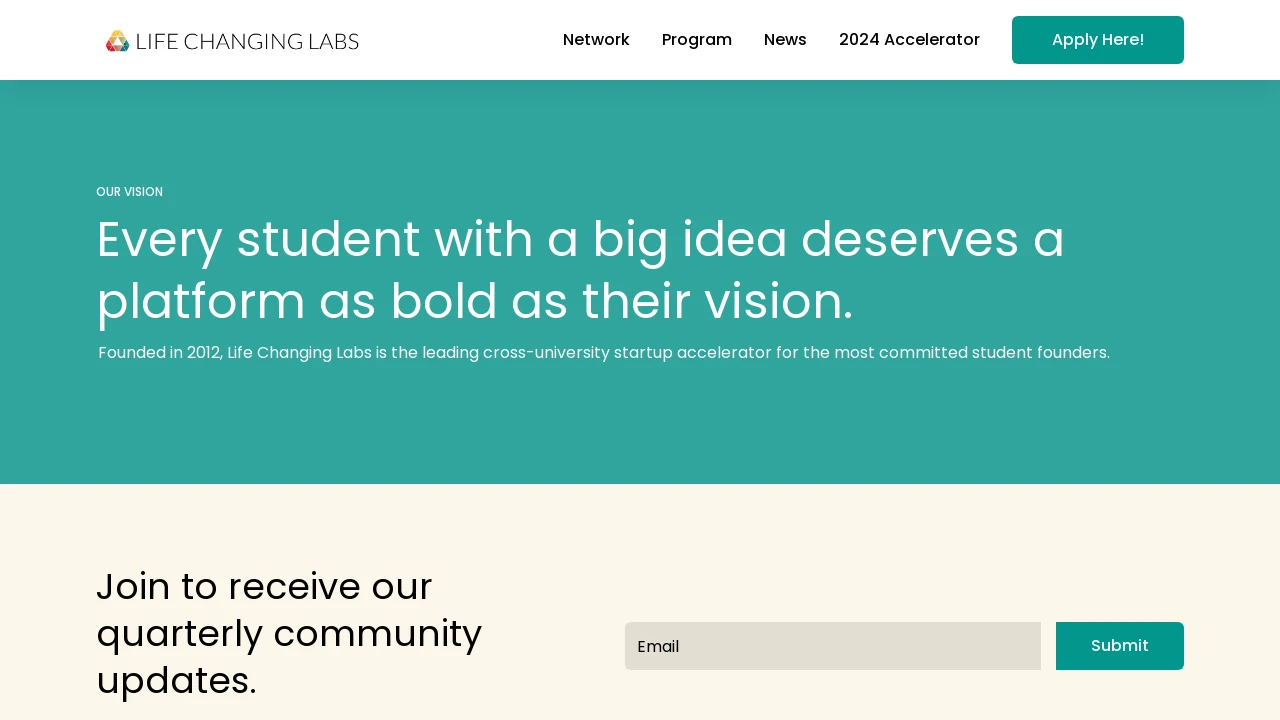 LIFE CHANGING LABS
Network
Program
News
2024 Accelerator
Apply Here!
OUR VISION
Every student with a big idea deserves a
platform as bold as their vision.
Founded in 2012, Life Changing Labs is the leading cross-university startup accelerator for the most committed student founders.
Join to receive our
quarterly community
updates.
Email
Submit